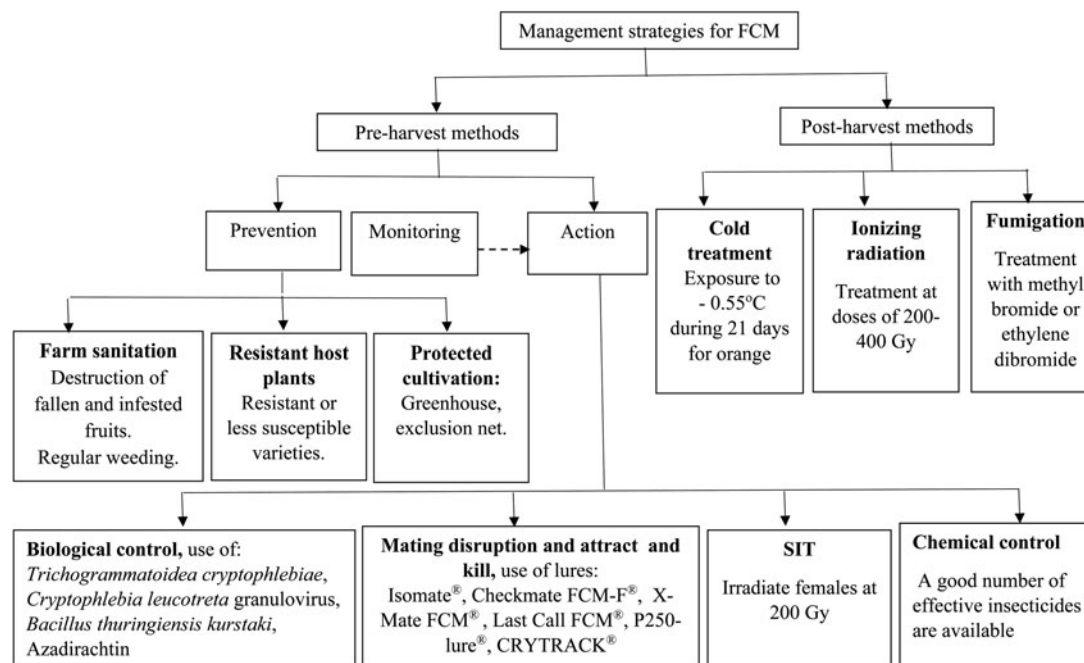 Management strategies for FCM
Pre-harvest methods
Post-harvest methods
Prevention
Monitoring
Action
Cold
treatment
Exposure to
- 0.55ºC
during 21 days
for orange
Ionizing
radiation
Treatment at
doses of 200-
400 Gy
Fumigation
Treatment
with methyl
bromide or
ethylene
dibromide
Farm sanitation
Destruction of
fallen and infested
fruits.
Regular weeding.
Resistant host
plants
Resistant or
less susceptible
varieties.
Protected
cultivation:
Greenhouse,
exclusion net.
Biological control, use of:
Trichogrammatoidea cryptophlebiae,
Cryptophlebia leucotreta granulovirus,
Bacillus thuringiensis kurstaki,
Azadirachtin
Mating disruption and attract and
kill, use of lures:
Isomate®, Checkmate FCM-F®, X-
Mate FCM®, Last Call FCM®, P250-
lure®, CRYTRACK®
SIT
Irradiate females at
200 Gy
Chemical control
A good number of
effective insecticides
are available